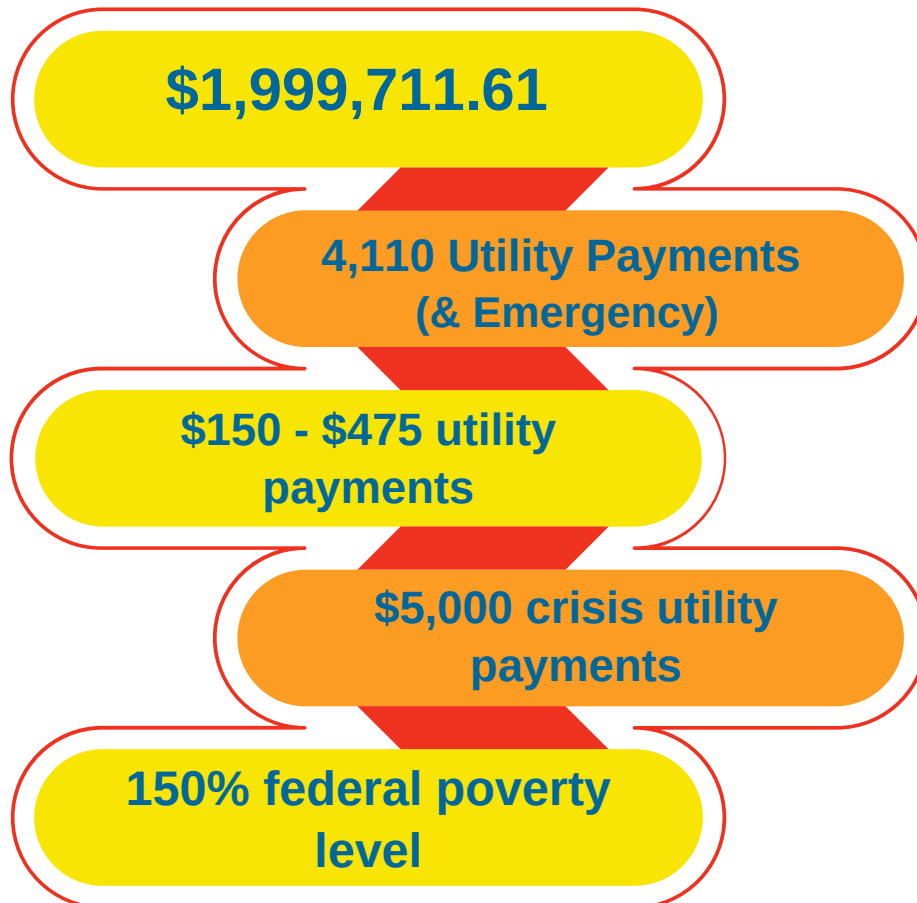 $1,999,711.61
4,110 Utility Payments
(& Emergency)
$150 - $475 utility
payments
$5,000 crisis utility
payments
150% federal poverty
level